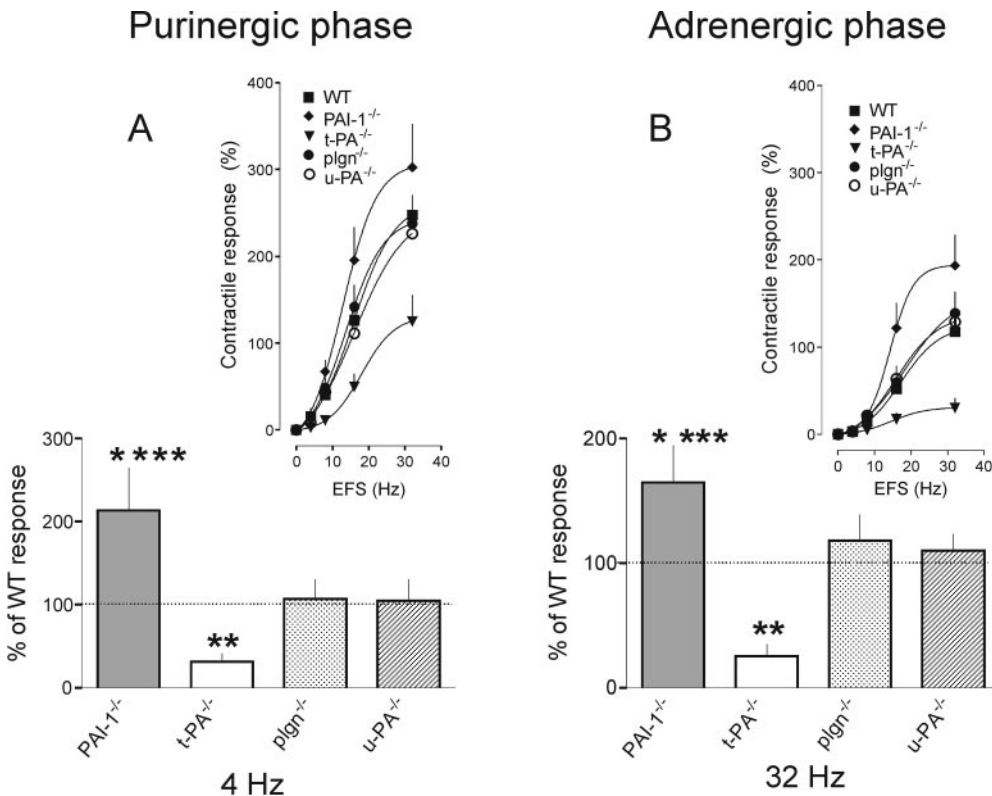 Purinergic phase
A
Contractile response (%)
400
300
200
100
0
WT
PAI-1-/-
t-PA-/-
plgn-/-
u-PA-/-
0 10 20 30 40
EFS (Hz)
% of WT response
300
200
100
0
* ***
**
PAI-1-/-
t-PA-/-
plgn-/-
u-PA-/-
4 Hz
Adrenergic phase
B
Contractile response (%)
400
300
200
100
0
WT
PAI-1-/-
t-PA-/-
plgn-/-
u-PA-/-
0 10 20 30 40
EFS (Hz)
% of WT response
200
100
0
* ***
**
PAI-1-/-
t-PA-/-
plgn-/-
u-PA-/-
32 Hz